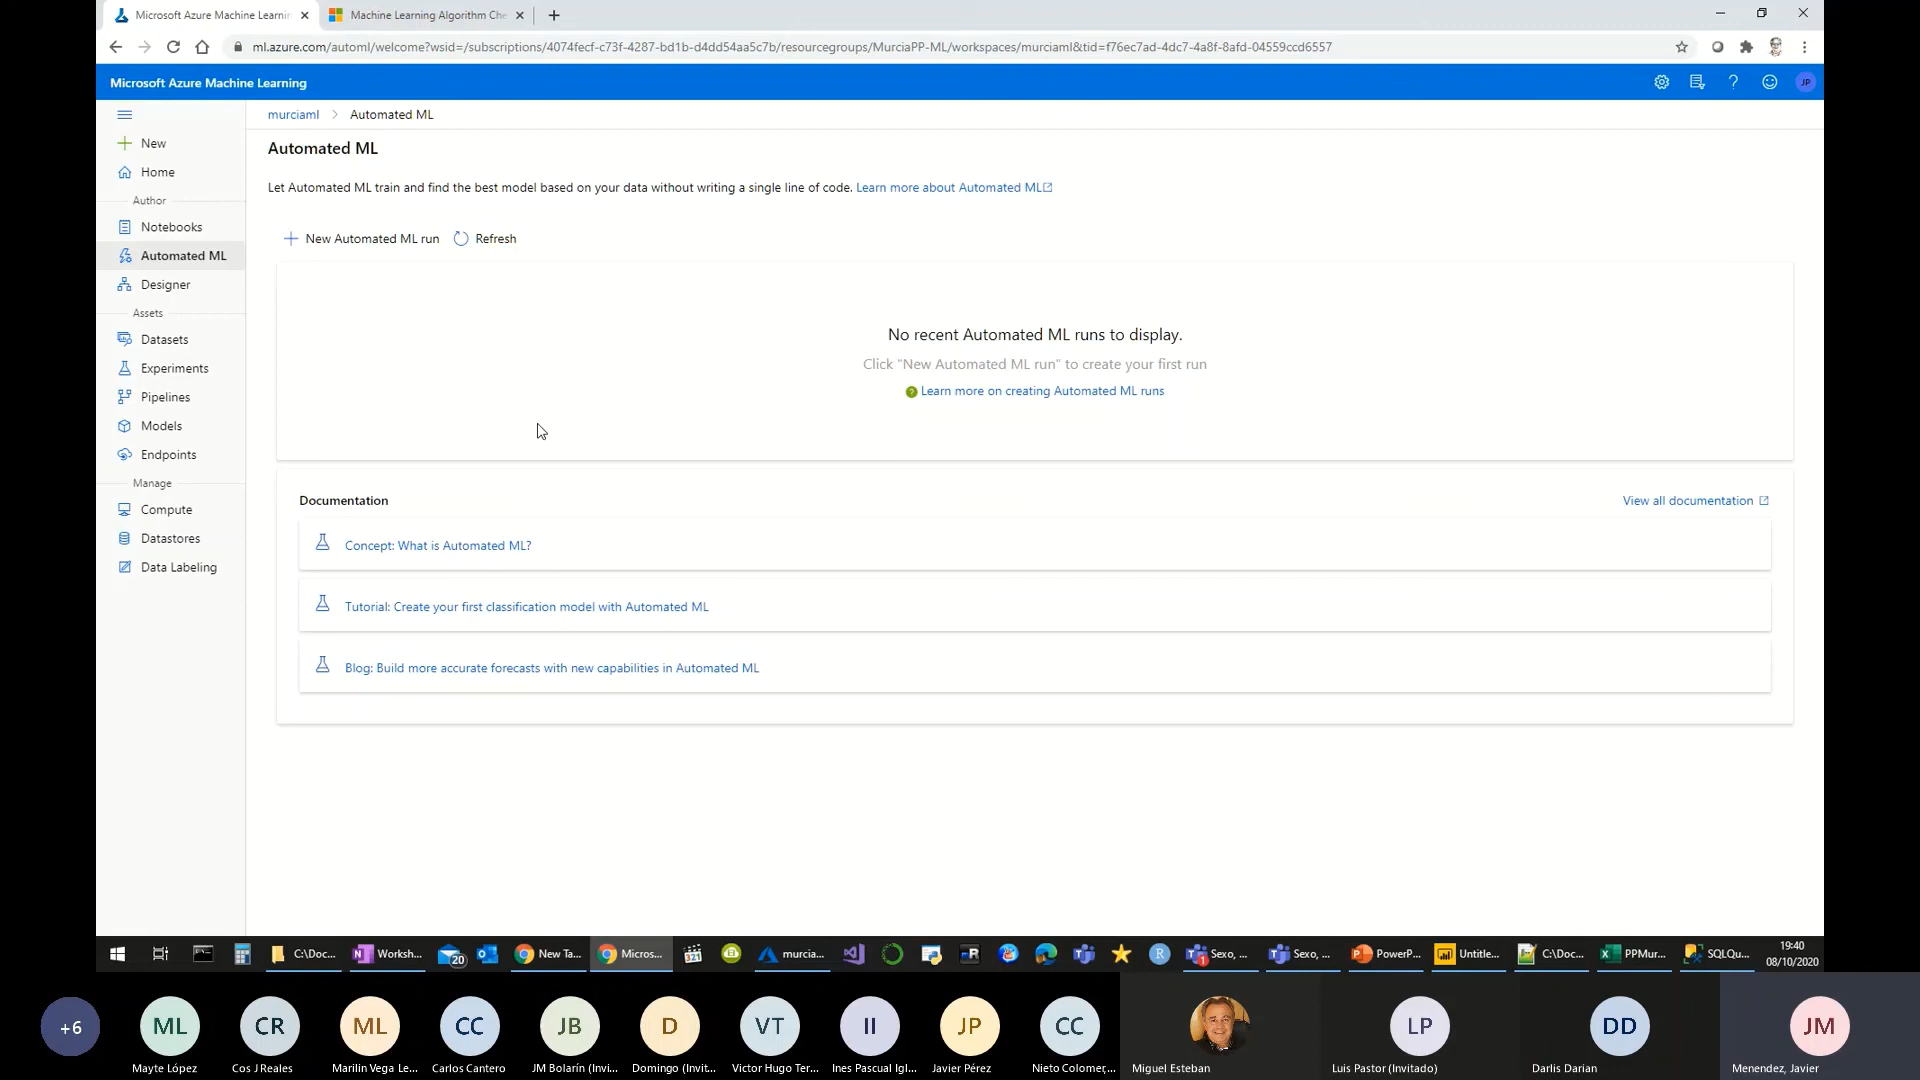 Microsoft Azure Machine Learnin
Machine Learning Algorithm Che
ml.azure.com/automl/welcome?wsid=/subscriptions/4074fecf-c73f-4287-bd1b-d4dd54aa5c7b/resourcegroups/MurciaPP-ML/workspaces/murciaml&tid=f76ec7ad-4dc7-4a8f-8afd-04559ccd6557
Microsoft Azure Machine Learning
JP
murciaml > Automated ML
New
Home
Author
Notebooks
Automated ML
Designer
Assets
Datasets
Experiments
Pipelines
Models
Endpoints
Manage
Compute
Datastores
Data Labeling
Automated ML
Let Automated ML train and find the best model based on your data without writing a single line of code. Learn more about Automated ML
New Automated ML run
Refresh
No recent Automated ML runs to display.
Click "New Automated ML run" to create your first run
Learn more on creating Automated ML runs
Documentation
View all documentation
Concept: What is Automated ML?
Tutorial: Create your first classification model with Automated ML
Blog: Build more accurate forecasts with new capabilities in Automated ML
C:\Doc...
Worksh...
20
New Ta...
Micros...
321
murcia...
R
R
Sexo, ...
1
Sexo, ...
PowerP...
Untitle...
C:\Doc...
PPMur...
SQLQu...
19:40
08/10/2020
+6
ML
Mayte López
CR
Cos J Reales
ML
Marilin Vega Le...
CC
Carlos Cantero
JB
JM Bolarín (Invi...
D
Domingo (Invit...
VT
Victor Hugo Ter...
II
Ines Pascual Igl...
JP
Javier Pérez
CC
Nieto Colomer,...
Miguel Esteban
LP
Luis Pastor (Invitado)
DD
Darlis Darian
JM
Menendez, Javier